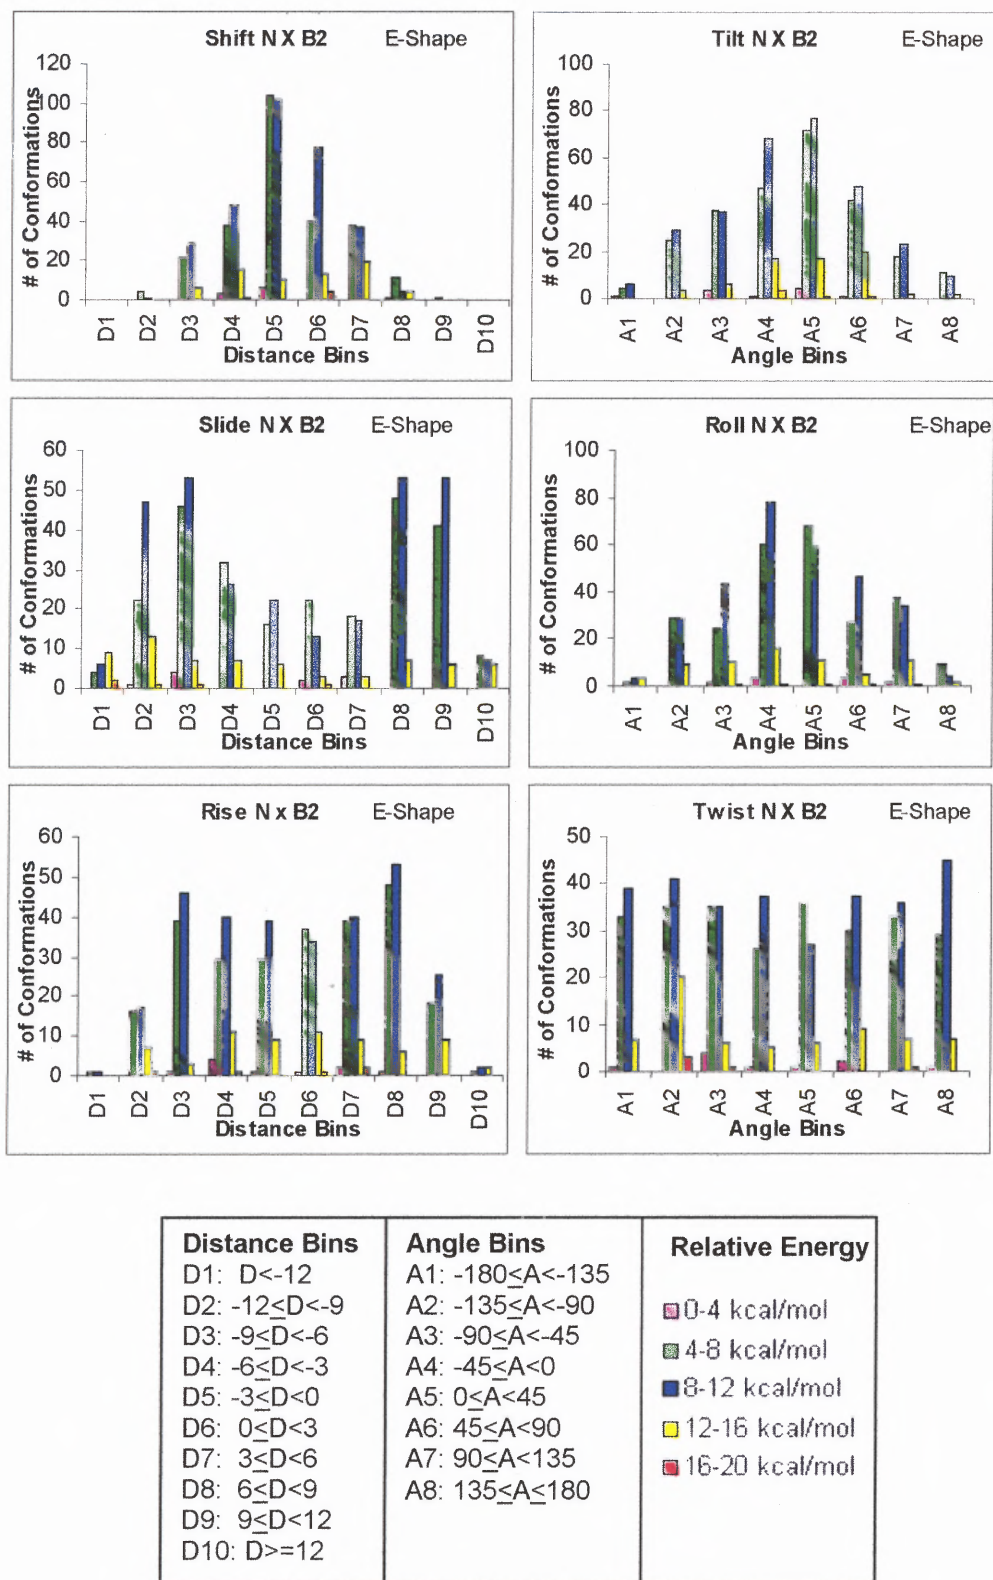 Shift N X B2 E-Shape
# of Conformations
120
100
80
60
40
20
0
D1 D2 D3 D4 D5 D6 D7 D8 D9 D10
Distance Bins
Tilt N X B2 E-Shape
# of Conformations
100
80
60
40
20
0
A1 A2 A3 A4 A5 A6 A7 A8
Angle Bins
Slide N X B2 E-Shape
# of Conformations
60
50
40
30
20
10
0
D1 D2 D3 D4 D5 D6 D7 D8 D9 D10
Distance Bins
Roll N X B2 E-Shape
# of Conformations
100
80
60
40
20
0
A1 A2 A3 A4 A5 A6 A7 A8
Angle Bins
Rise N x B2 E-Shape
# of Conformations
60
50
40
30
20
10
0
D1 D2 D3 D4 D5 D6 D7 D8 D9 D10
Distance Bins
Twist N X B2 E-Shape
# of Conformations
50
40
30
20
10
0
A1 A2 A3 A4 A5 A6 A7 A8
Angle Bins
Distance Bins
D1: D<-12
D2: -12≤D<-9
D3: -9≤D<-6
D4: -6≤D<-3
D5: -3≤D<0
D6: 0≤D<3
D7: 3≤D<6
D8: 6≤D<9
D9: 9≤D<12
D10: D>=12
Angle Bins
A1: -180≤A<-135
A2: -135≤A<-90
A3: -90≤A<-45
A4: -45≤A<0
A5: 0≤A<45
A6: 45≤A<90
A7: 90≤A<135
A8: 135≤A≤180
Relative Energy
0-4 kcal/mol
4-8 kcal/mol
8-12 kcal/mol
12-16 kcal/mol
16-20 kcal/mol